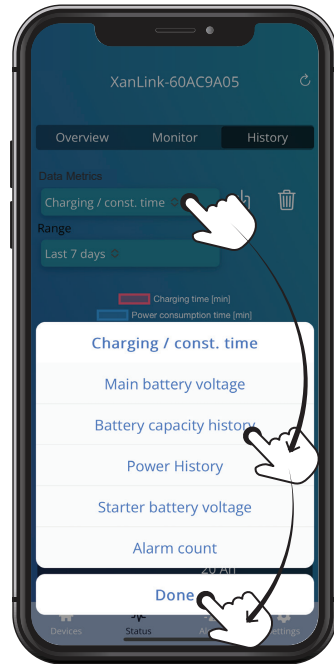 XanLink-60AC9A05
Overview Monitor History
Data Metrics
Charging / const. time
Range
Last 7 days
Charging time [min]
Power consumption time [min]
Charging / const. time
Main battery voltage
Battery capacity history
Power History
Starter battery voltage
Alarm count
20 Ah
Done
Devices Status